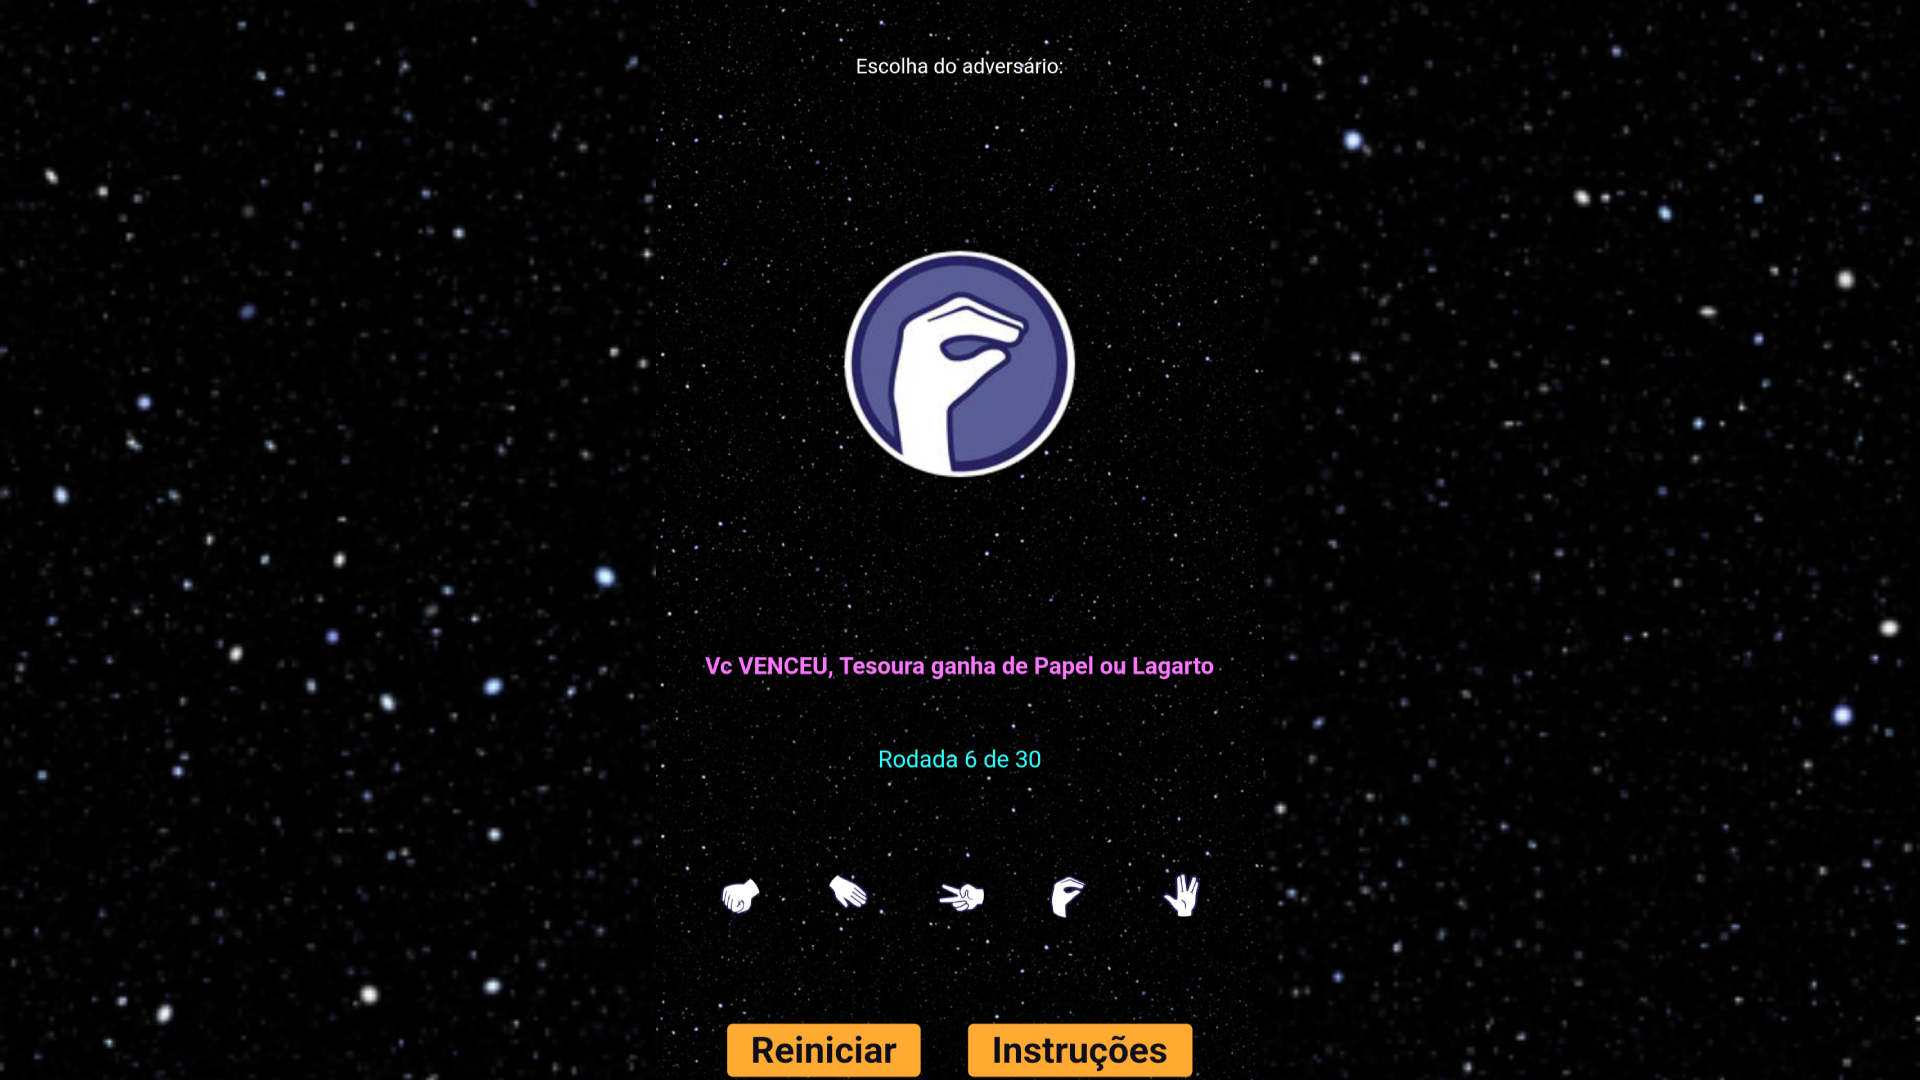 Escolha do adversário:
Vc VENCEU, Tesoura ganha de Papel ou Lagarto
Rodada 6 de 30
Reiniciar
Instruções